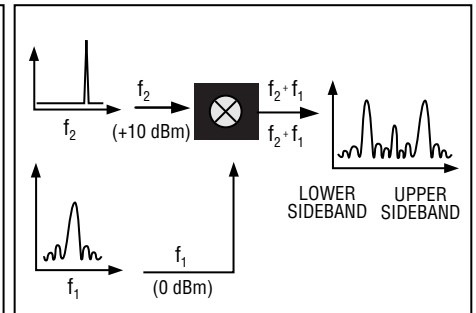 f₂
f₂
(+10 dBm)
f₂+f₁
f₂+f₁
LOWER
SIDEBAND
UPPER
SIDEBAND
f₁
f₁
(0 dBm)